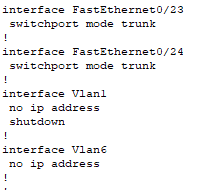 interface FastEthernet0/23
 switchport mode trunk
!
interface FastEthernet0/24
 switchport mode trunk
!
interface Vlan1
 no ip address
 shutdown
!
interface Vlan6
 no ip address
!